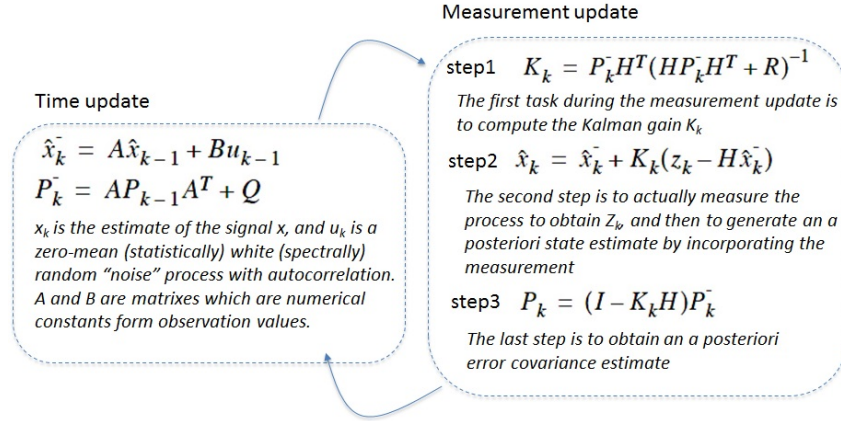 Measurement update
step1 K_k = P_k^- H^T (H P_k^- H^T + R)^{-1}
The first task during the measurement update is
to compute the Kalman gain K_k
step2 x̂_k = x̂_k^- + K_k(z_k – H x̂_k^-)
The second step is to actually measure the
process to obtain Z_k, and then to generate an a
posteriori state estimate by incorporating the
measurement
step3 P_k = (I – K_k H)P_k^-
The last step is to obtain an a posteriori
error covariance estimate
Time update
x̂_k^- = A x̂_{k-1} + B u_{k-1}
P_k^- = A P_{k-1} A^T + Q
x_k is the estimate of the signal x, and u_k is a
zero-mean (statistically) white (spectrally)
random “noise” process with autocorrelation.
A and B are matrixes which are numerical
constants form observation values.